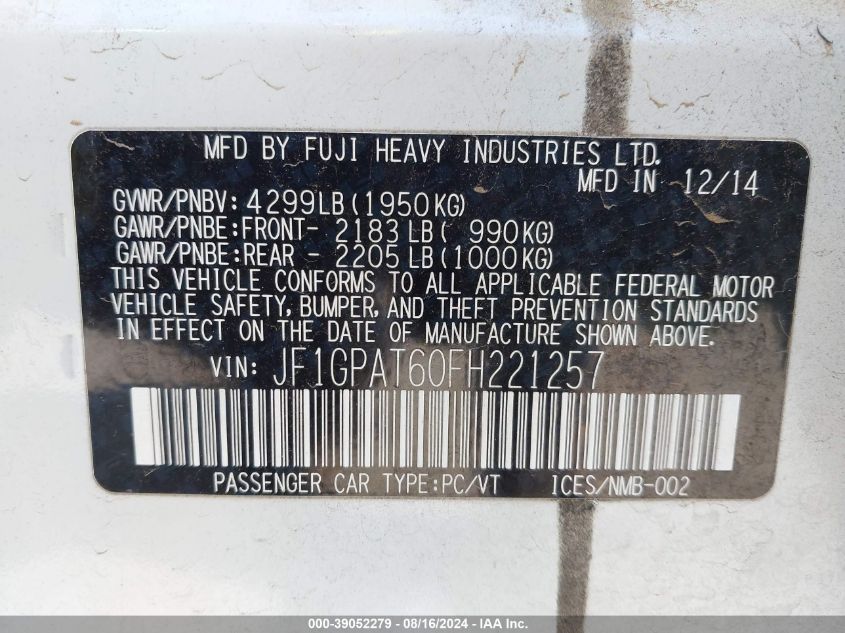 MFD BY FUJI HEAVY INDUSTRIES LTD.
MFD IN 12/14
GVWR/PNBV: 4299LB(1950KG)
GAWR/PNBE:FRONT- 2183LB( 990KG)
GAWR/PNBE:REAR - 2205LB(1000KG)
THIS VEHICLE CONFORMS TO ALL APPLICABLE FEDERAL MOTOR
VEHICLE SAFETY, BUMPER, AND THEFT PREVENTION STANDARDS
IN EFFECT ON THE DATE OF MANUFACTURE SHOWN ABOVE.
VIN: JF1GPAT60FH221257
PASSENGER CAR TYPE:PC/VT ICES/NMB-002
000-39052279 - 08/16/2024 - IAA Inc.